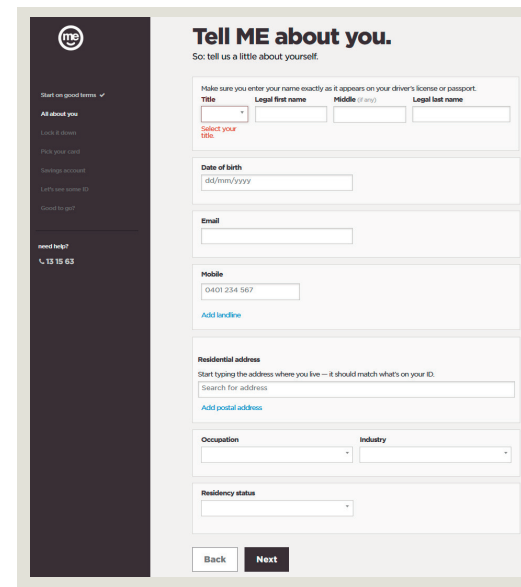 me
Start on good terms ✓
All about you
Lock it down
Pick your card
Savings account
Let's see some ID
Good to go?
need help?
13 15 63
Tell ME about you.
So: tell us a little about yourself.
Make sure you enter your name exactly as it appears on your driver's license or passport.
Title Legal first name Middle (if any) Legal last name
Select your
title.
Date of birth
dd/mm/yyyy
Email
Mobile
0401 234 567
Add landline
Residential address
Start typing the address where you live — it should match what's on your ID.
Search for address
Add postal address
Occupation Industry
Residency status
Back Next